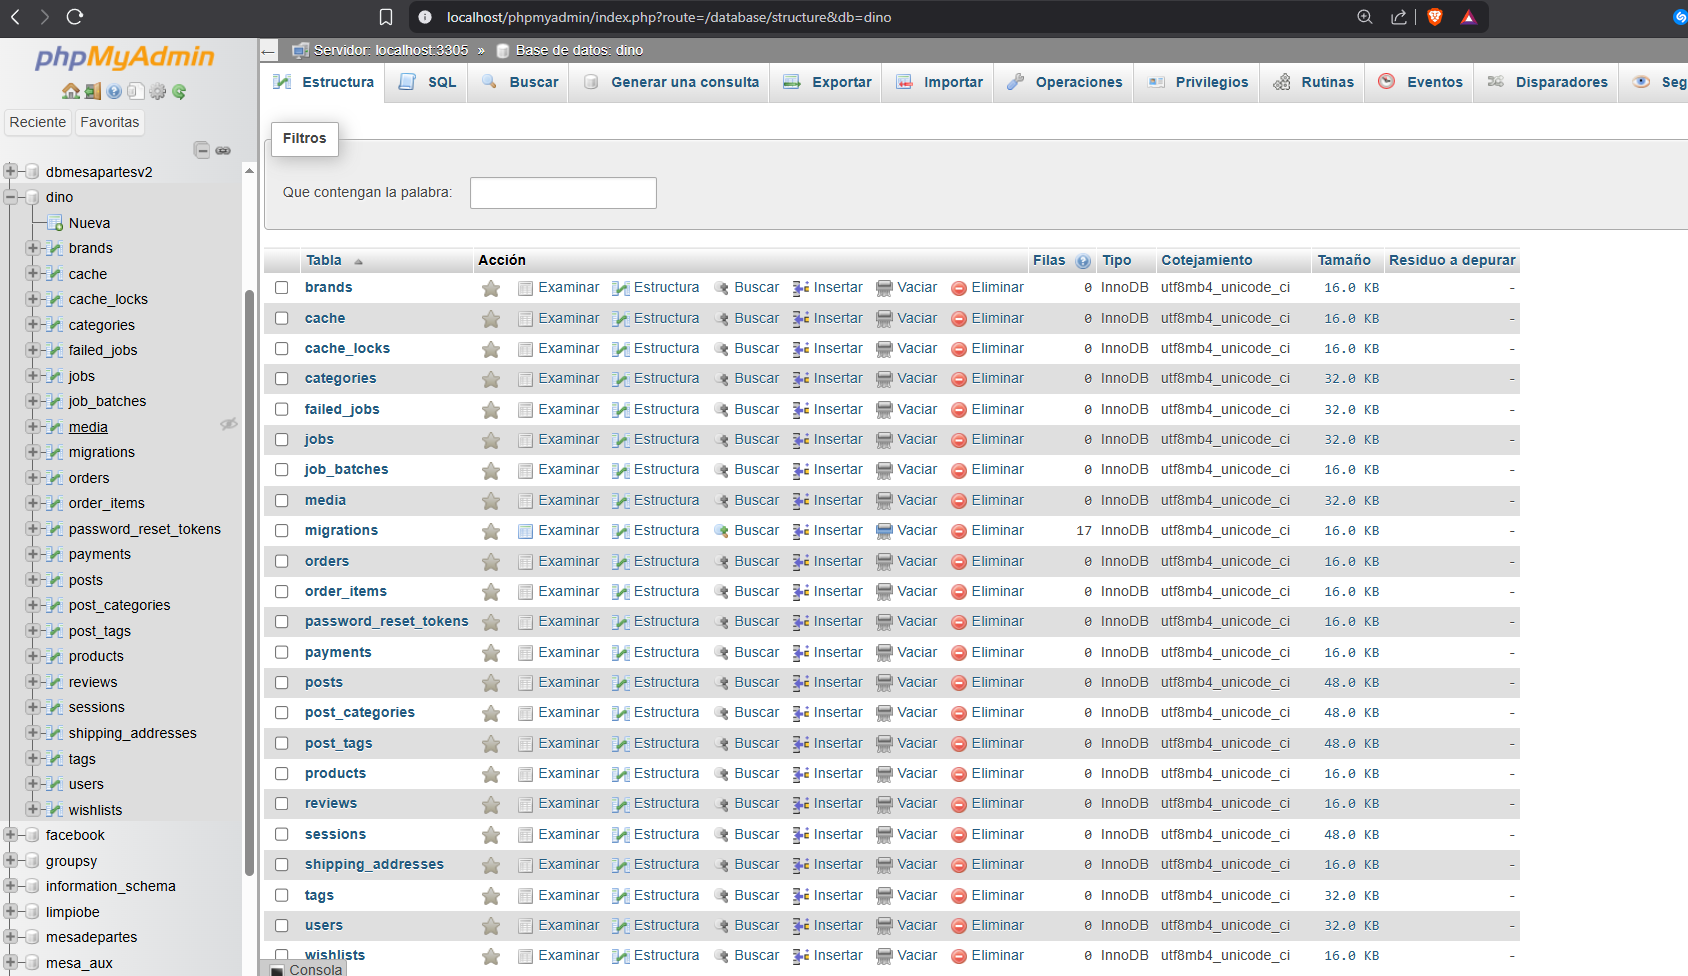 localhost/phpmyadmin/index.php?route=/database/structure&db=dino
phpMyAdmin
Reciente Favoritas
dbmesapartesv2
dino
Nueva
brands
cache
cache_locks
categories
failed_jobs
jobs
job_batches
media
migrations
orders
order_items
password_reset_tokens
payments
posts
post_categories
post_tags
products
reviews
sessions
shipping_addresses
tags
users
wishlists
facebook
groupsy
information_schema
limpiobe
mesadepartes
mesa_aux
Servidor: localhost:3305 » Base de datos: dino
Estructura SQL Buscar Generar una consulta Exportar Importar Operaciones Privilegios Rutinas Eventos Disparadores Seg
Filtros
Que contengan la palabra:
Tabla Acción Filas Tipo Cotejamiento Tamaño Residuo a depurar
brands Examinar Estructura Buscar Insertar Vaciar Eliminar 0 InnoDB utf8mb4_unicode_ci 16.0 KB -
cache Examinar Estructura Buscar Insertar Vaciar Eliminar 0 InnoDB utf8mb4_unicode_ci 16.0 KB -
cache_locks Examinar Estructura Buscar Insertar Vaciar Eliminar 0 InnoDB utf8mb4_unicode_ci 16.0 KB -
categories Examinar Estructura Buscar Insertar Vaciar Eliminar 0 InnoDB utf8mb4_unicode_ci 32.0 KB -
failed_jobs Examinar Estructura Buscar Insertar Vaciar Eliminar 0 InnoDB utf8mb4_unicode_ci 32.0 KB -
jobs Examinar Estructura Buscar Insertar Vaciar Eliminar 0 InnoDB utf8mb4_unicode_ci 32.0 KB -
job_batches Examinar Estructura Buscar Insertar Vaciar Eliminar 0 InnoDB utf8mb4_unicode_ci 16.0 KB -
media Examinar Estructura Buscar Insertar Vaciar Eliminar 0 InnoDB utf8mb4_unicode_ci 32.0 KB -
migrations Examinar Estructura Buscar Insertar Vaciar Eliminar 17 InnoDB utf8mb4_unicode_ci 16.0 KB -
orders Examinar Estructura Buscar Insertar Vaciar Eliminar 0 InnoDB utf8mb4_unicode_ci 16.0 KB -
order_items Examinar Estructura Buscar Insertar Vaciar Eliminar 0 InnoDB utf8mb4_unicode_ci 16.0 KB -
password_reset_tokens Examinar Estructura Buscar Insertar Vaciar Eliminar 0 InnoDB utf8mb4_unicode_ci 16.0 KB -
payments Examinar Estructura Buscar Insertar Vaciar Eliminar 0 InnoDB utf8mb4_unicode_ci 16.0 KB -
posts Examinar Estructura Buscar Insertar Vaciar Eliminar 0 InnoDB utf8mb4_unicode_ci 48.0 KB -
post_categories Examinar Estructura Buscar Insertar Vaciar Eliminar 0 InnoDB utf8mb4_unicode_ci 48.0 KB -
post_tags Examinar Estructura Buscar Insertar Vaciar Eliminar 0 InnoDB utf8mb4_unicode_ci 48.0 KB -
products Examinar Estructura Buscar Insertar Vaciar Eliminar 0 InnoDB utf8mb4_unicode_ci 16.0 KB -
reviews Examinar Estructura Buscar Insertar Vaciar Eliminar 0 InnoDB utf8mb4_unicode_ci 16.0 KB -
sessions Examinar Estructura Buscar Insertar Vaciar Eliminar 0 InnoDB utf8mb4_unicode_ci 48.0 KB -
shipping_addresses Examinar Estructura Buscar Insertar Vaciar Eliminar 0 InnoDB utf8mb4_unicode_ci 16.0 KB -
tags Examinar Estructura Buscar Insertar Vaciar Eliminar 0 InnoDB utf8mb4_unicode_ci 32.0 KB -
users Examinar Estructura Buscar Insertar Vaciar Eliminar 0 InnoDB utf8mb4_unicode_ci 32.0 KB -
wishlists Examinar Estructura Buscar Insertar Vaciar Eliminar 0 InnoDB utf8mb4_unicode_ci 16.0 KB -
Consola